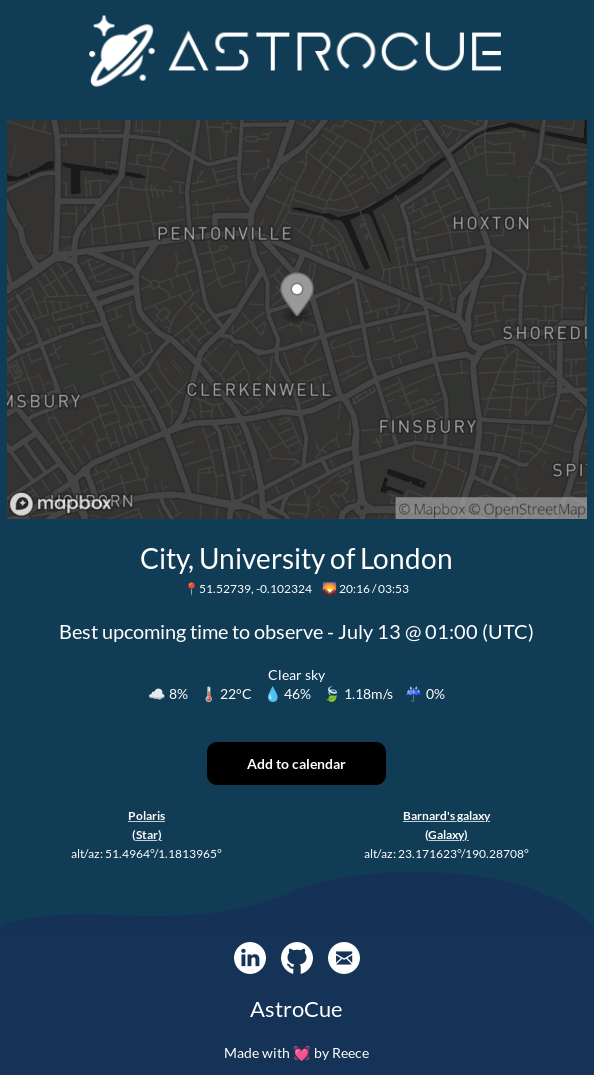 ASTROCUE
PENTONVILLE
HOXTON
SHOREDI
CLERKENWELL
MSBURY
FINSBURY
SPI
HOLBORN
mapbox
© Mapbox © OpenStreetMap
City, University of London
📍51.52739, -0.102324 🌄 20:16 / 03:53
Best upcoming time to observe - July 13 @ 01:00 (UTC)
Clear sky
☁️ 8% 🌡️ 22°C 💧 46% 🍃 1.18m/s ☔ 0%
Add to calendar
Polaris
(Star)
alt/az: 51.4964°/1.1813965°
Barnard's galaxy
(Galaxy)
alt/az: 23.171623°/190.28708°
in
AstroCue
Made with 💓 by Reece